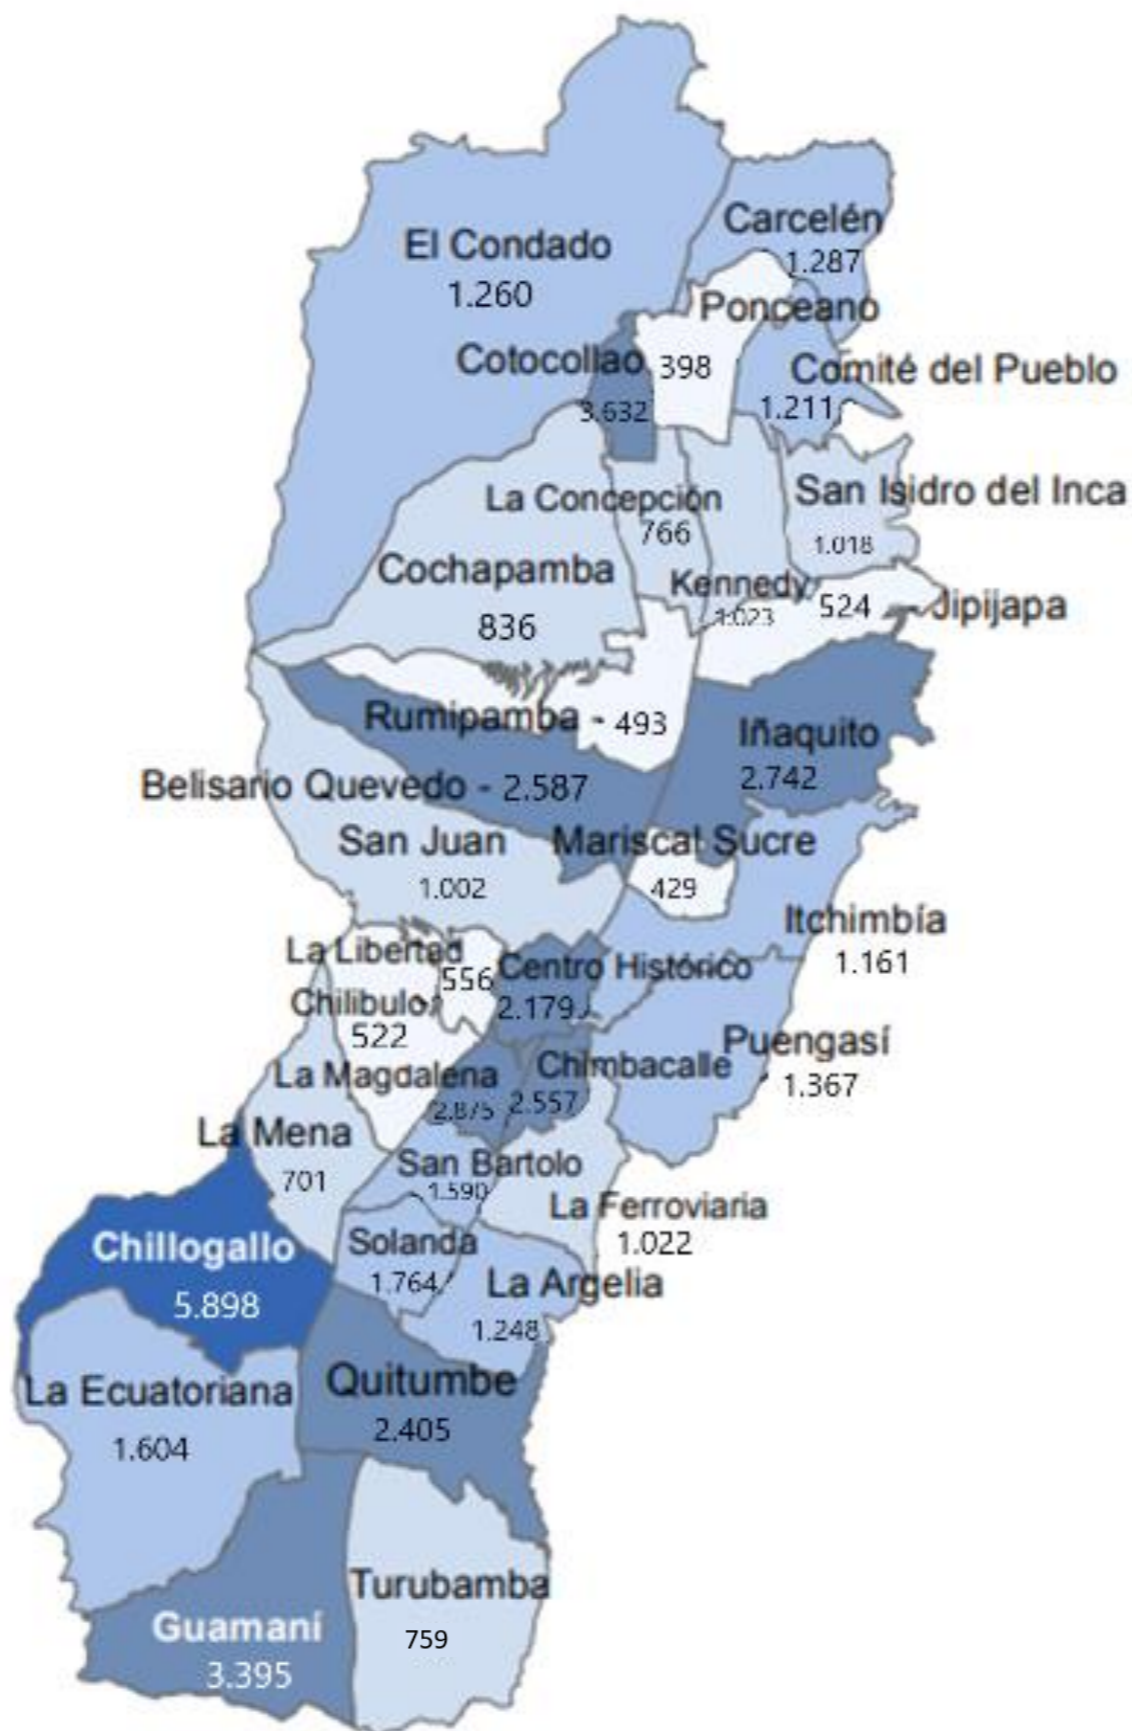 Carcelén
1.287
El Condado
1.260
Ponceano
398
Cotocollao
3.632
Comité del Pueblo
1.211
La Concepción
766
San Isidro del Inca
1.018
Cochapamba
836
Kennedy
1.023
524
Jipijapa
Rumipamba - 493
Iñaquito
2.742
Belisario Quevedo - 2.587
San Juan
1.002
Mariscal Sucre
429
Itchimbía
1.161
La Libertad
556
Centro Histórico
2.179
Chilibulo
522
Puengasí
1.367
La Magdalena
2.875
Chimbacalle
2.557
La Mena
701
San Bartolo
1.590
La Ferroviaria
1.022
Chillogallo
5.898
Solanda
1.764
La Argelia
1.248
La Ecuatoriana
1.604
Quitumbe
2.405
Turubamba
759
Guamaní
3.395